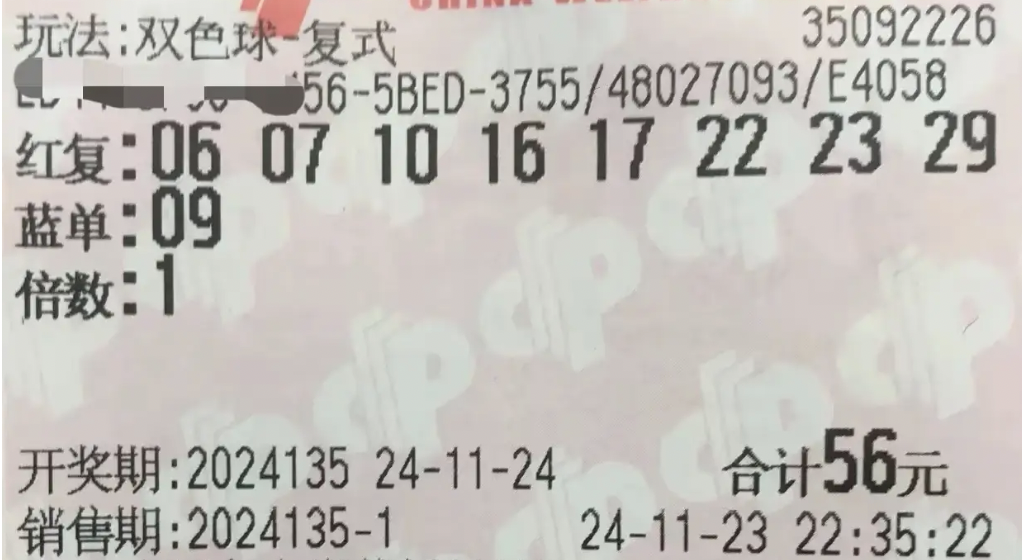 玩法:双色球-复式
35092226
56-5BED-3755/48027093/E4058
红复:06 07 10 16 17 22 23 29
蓝单:09
倍数:1
开奖期:2024135 24-11-24 合计56元
销售期:2024135-1 24-11-23 22:35:22